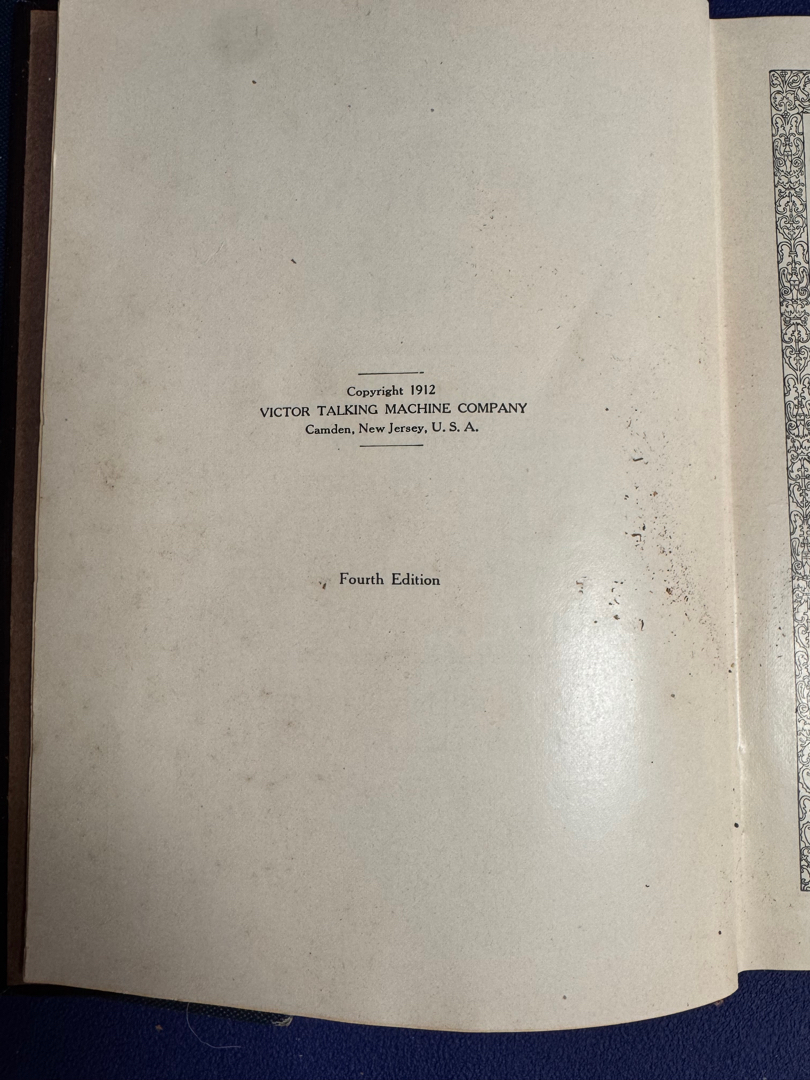 Copyright 1912
VICTOR TALKING MACHINE COMPANY
Camden, New Jersey, U. S. A.
Fourth Edition